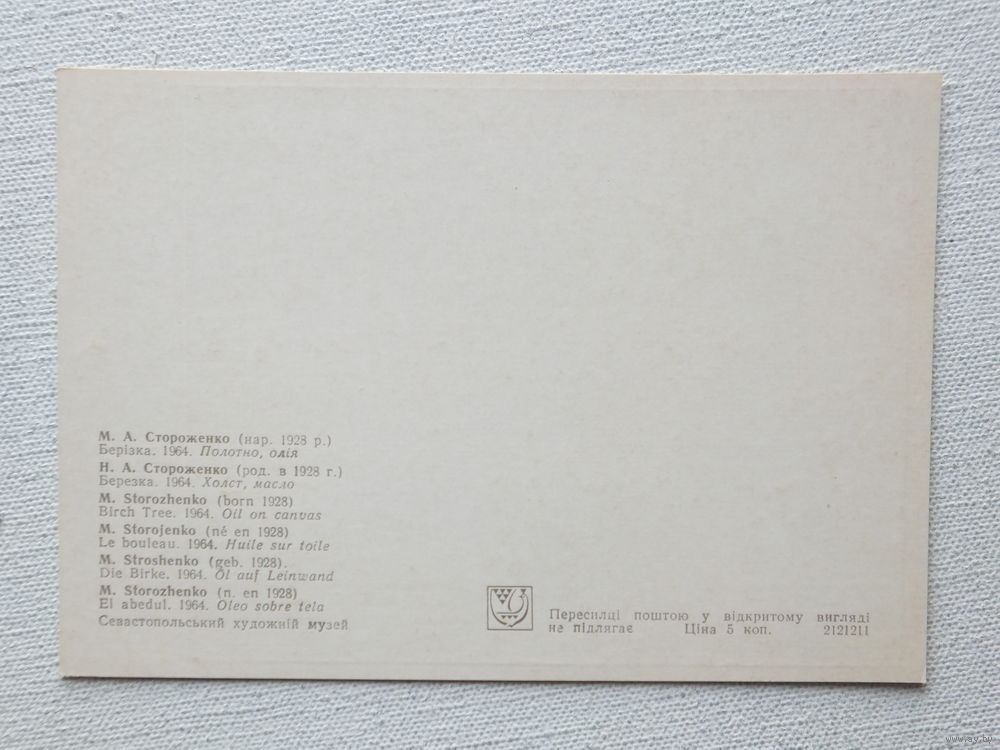 М. А. Стороженко (нар. 1928 р.)
Берізка. 1964. Полотно, олія
Н. А. Стороженко (род. в 1928 г.)
Березка. 1964. Холст, масло
M. Storozhenko (born 1928)
Birch Tree. 1964. Oil on canvas
M. Storojenko (né en 1928)
Le bouleau. 1964. Huile sur toile
M. Stroshenko (geb. 1928).
Die Birke. 1964. Öl auf Leinwand
M. Storozhenko (n. en 1928)
El abedul. 1964. Oleo sobre tela
Севастопольський художній музей
Пересилці поштою у відкритому вигляді
не підлягає Ціна 5 коп. 2121211
www.ay.by